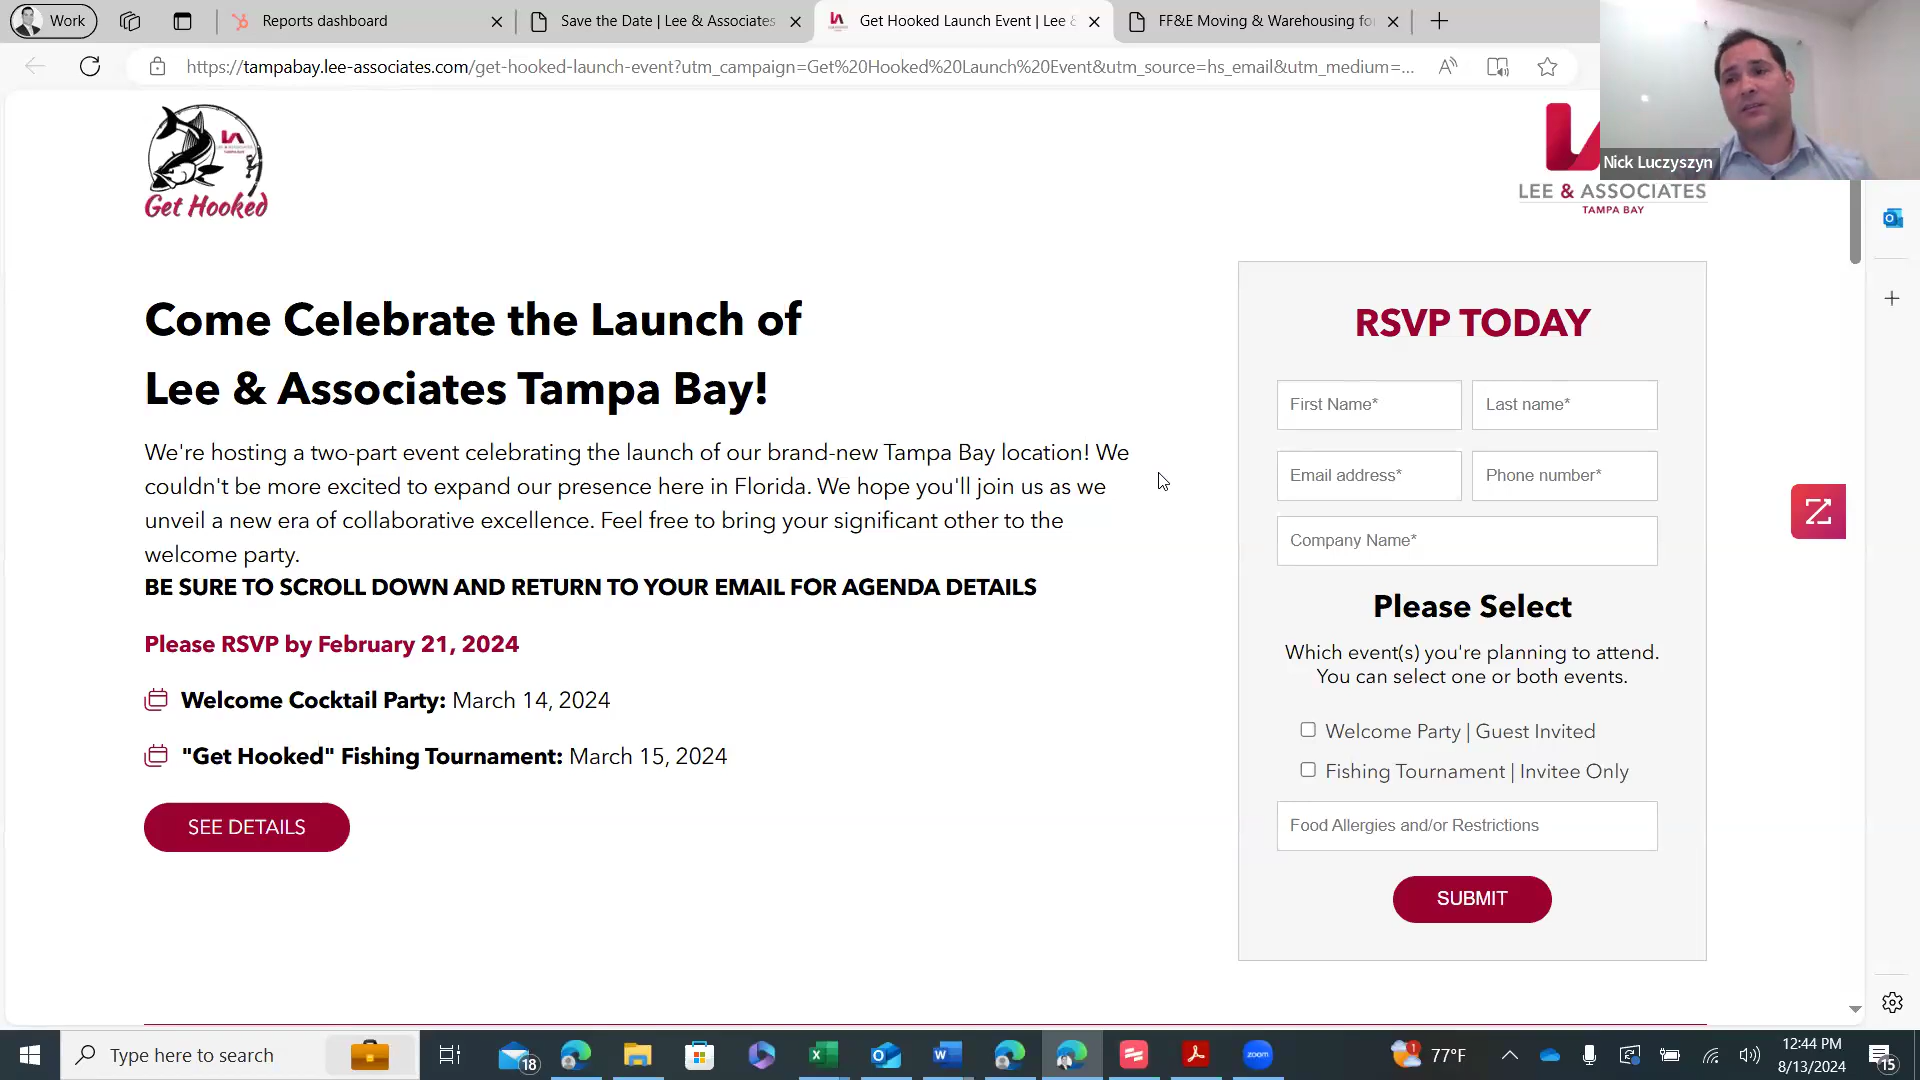 Work
Reports dashboard
Save the Date | Lee & Associates
Get Hooked Launch Event | Lee &
FF&E Moving & Warehousing fo
https://tampabay.lee-associates.com/get-hooked-launch-event?utm_campaign=Get%20Hooked%20Launch%20Event&utm_source=hs_email&utm_medium=...
Nick Luczyszyn
Get Hooked
LEE & ASSOCIATES
TAMPA BAY
Come Celebrate the Launch of
Lee & Associates Tampa Bay!
We're hosting a two-part event celebrating the launch of our brand-new Tampa Bay location! We
couldn't be more excited to expand our presence here in Florida. We hope you'll join us as we
unveil a new era of collaborative excellence. Feel free to bring your significant other to the
welcome party.
BE SURE TO SCROLL DOWN AND RETURN TO YOUR EMAIL FOR AGENDA DETAILS
Please RSVP by February 21, 2024
Welcome Cocktail Party: March 14, 2024
"Get Hooked" Fishing Tournament: March 15, 2024
SEE DETAILS
RSVP TODAY
First Name*
Last name*
Email address*
Phone number*
Company Name*
Please Select
Which event(s) you're planning to attend.
You can select one or both events.
Welcome Party | Guest Invited
Fishing Tournament | Invitee Only
Food Allergies and/or Restrictions
SUBMIT
Type here to search
18
zoom
77°F
12:44 PM
8/13/2024
15